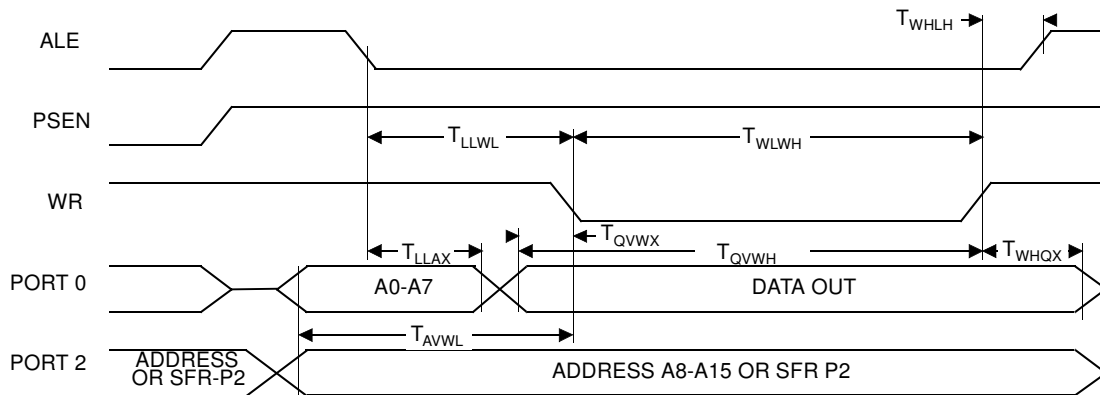 T_WHLH
ALE
PSEN
T_LLWL
T_WLWH
WR
T_LLAX
T_QVWX
T_QVWH
T_WHQX
PORT 0
A0-A7
DATA OUT
T_AVWL
PORT 2
ADDRESS
OR SFR-P2
ADDRESS A8-A15 OR SFR P2